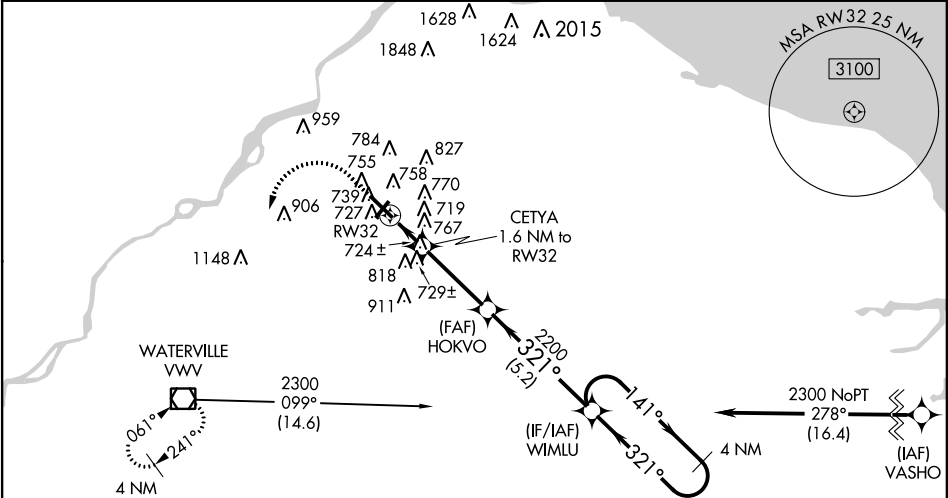 1628
1624
2015
1848
MSA RW32 25 NM
3100
959
784
827
755
758
770
739
719
906
727
767
RW32
CETYA
1.6 NM to
RW32
724±
1148
818
729±
911
(FAF)
HOKVO
2200
321°
(5.2)
WATERVILLE
VWV
2300
099°
(14.6)
061°
241°
4 NM
(IF/IAF)
WIMLU
141°
321°
4 NM
2300 NoPT
278°
(16.4)
(IAF)
VASHO